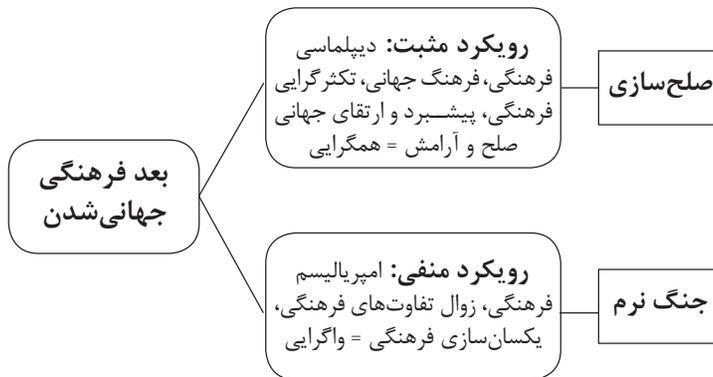 رویکرد مثبت: دیپلماسی
فرهنگی، فرهنگ جهانی، تکثرگرایی
فرهنگی، پیشبرد و ارتقای جهانی
صلح و آرامش = همگرایی
صلح‌سازی
بعد فرهنگی
جهانی‌شدن
رویکرد منفی: امپریالیسم
فرهنگی، زوال تفاوت‌های فرهنگی،
یکسان‌سازی فرهنگی = واگرایی
جنگ نرم